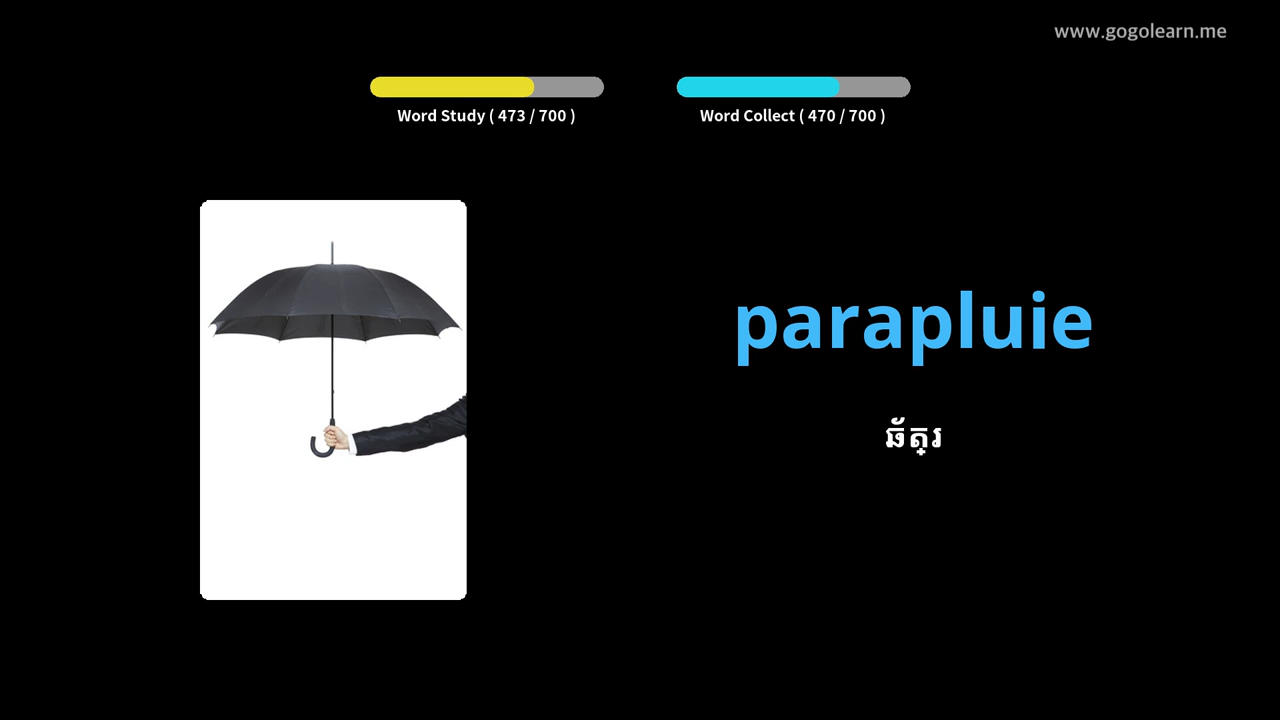 www.gogolearn.me
Word Study ( 473 / 700 )
Word Collect ( 470 / 700 )
parapluie
ឆ័ត្រ